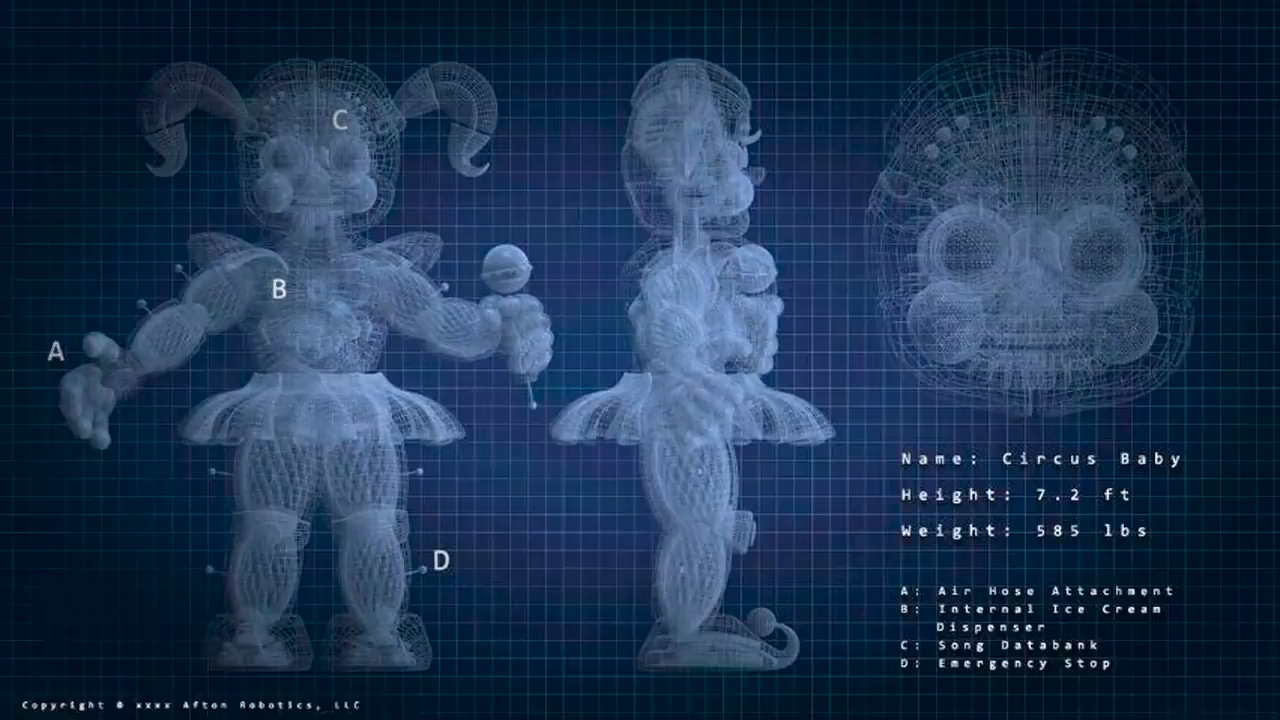 C
B
A
D
Name: Circus Baby
Height: 7.2 ft
Weight: 585 lbs
A: Air Hose Attachment
B: Internal Ice Cream
Dispenser
C: Song Databank
D: Emergency Stop
Copyright © xxxx Afton Robotics, LLC